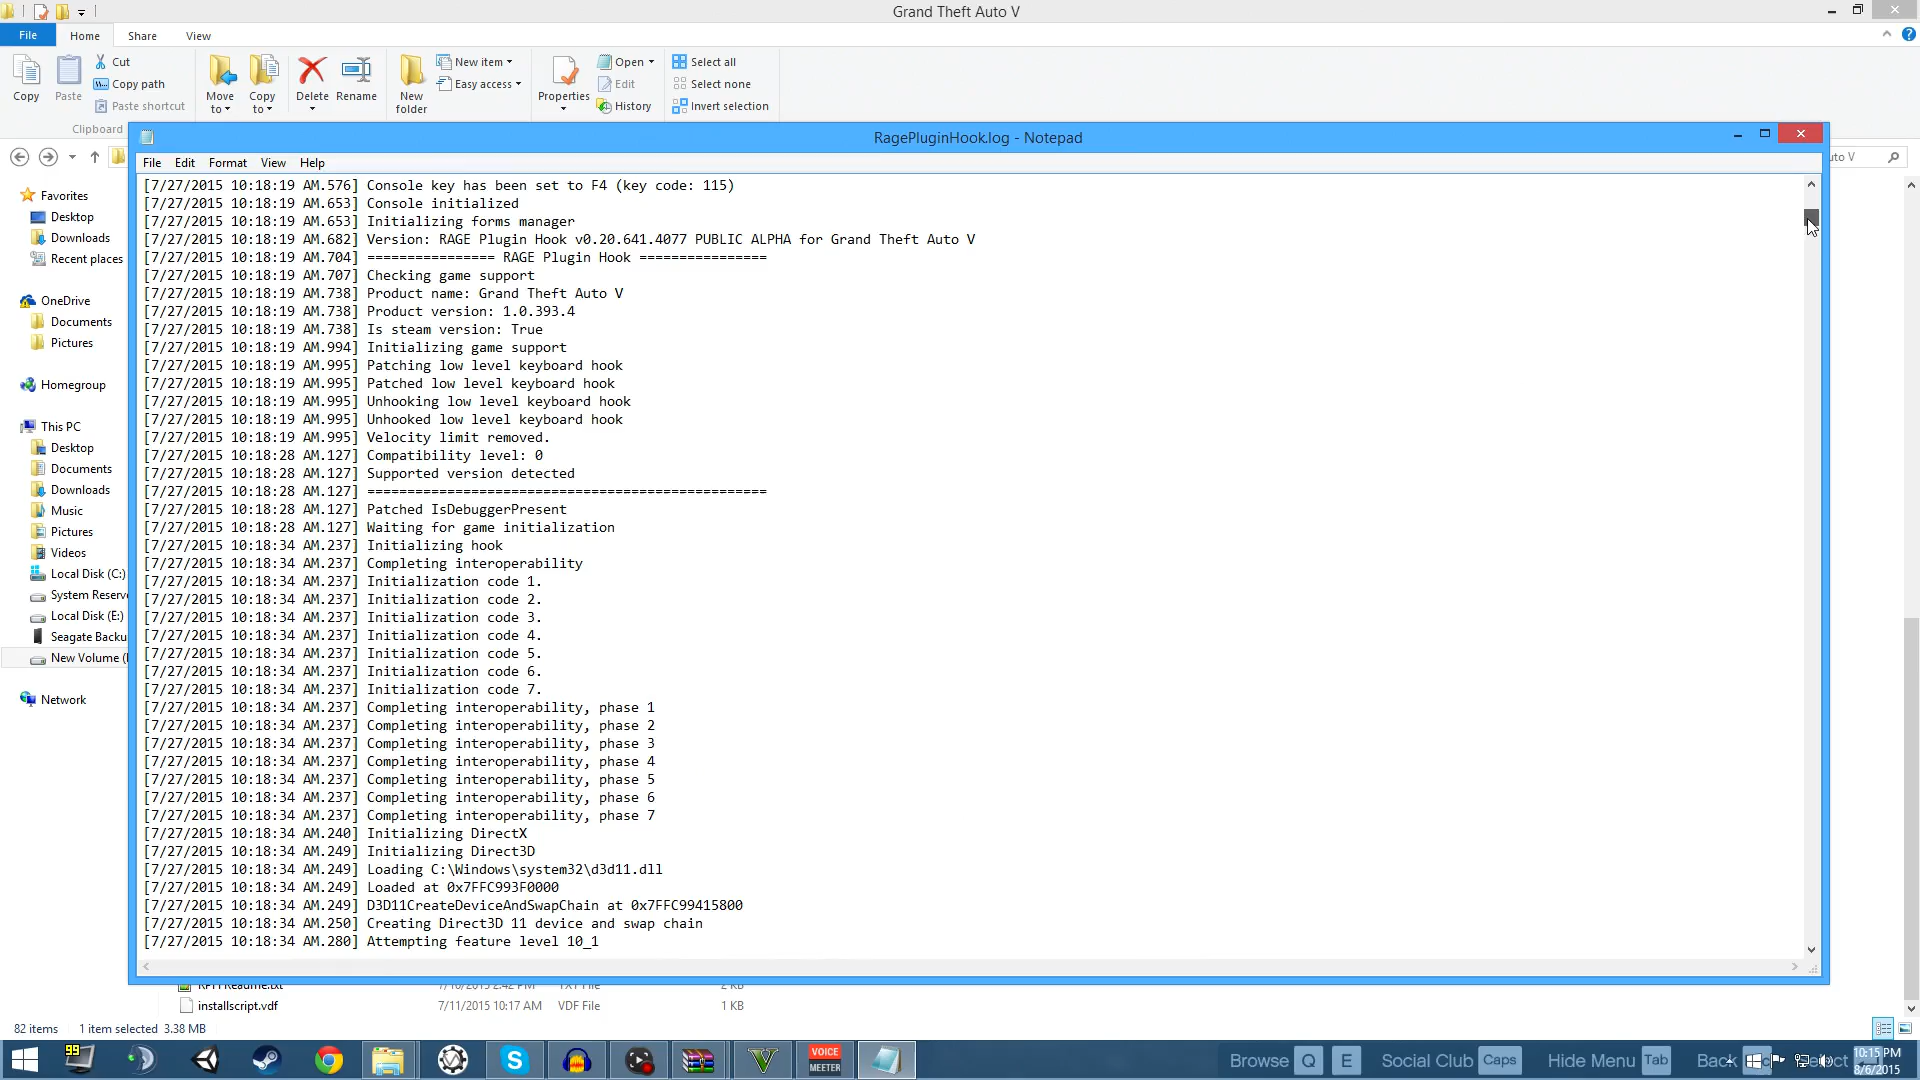 Grand Theft Auto V
File Home Share View
Cut
Copy path
Paste shortcut
Copy Paste
Clipboard
Move to Copy to
Delete Rename
New folder
New item
Easy access
Properties
Open
Edit
History
Select all
Select none
Invert selection
RagePluginHook.log - Notepad
uto V
File Edit Format View Help
[7/27/2015 10:18:19 AM.576] Console key has been set to F4 (key code: 115)
[7/27/2015 10:18:19 AM.653] Console initialized
[7/27/2015 10:18:19 AM.653] Initializing forms manager
[7/27/2015 10:18:19 AM.682] Version: RAGE Plugin Hook v0.20.641.4077 PUBLIC ALPHA for Grand Theft Auto V
[7/27/2015 10:18:19 AM.704] ================ RAGE Plugin Hook ================
[7/27/2015 10:18:19 AM.707] Checking game support
[7/27/2015 10:18:19 AM.738] Product name: Grand Theft Auto V
[7/27/2015 10:18:19 AM.738] Product version: 1.0.393.4
[7/27/2015 10:18:19 AM.738] Is steam version: True
[7/27/2015 10:18:19 AM.994] Initializing game support
[7/27/2015 10:18:19 AM.995] Patching low level keyboard hook
[7/27/2015 10:18:19 AM.995] Patched low level keyboard hook
[7/27/2015 10:18:19 AM.995] Unhooking low level keyboard hook
[7/27/2015 10:18:19 AM.995] Unhooked low level keyboard hook
[7/27/2015 10:18:19 AM.995] Velocity limit removed.
[7/27/2015 10:18:28 AM.127] Compatibility level: 0
[7/27/2015 10:18:28 AM.127] Supported version detected
[7/27/2015 10:18:28 AM.127] ==================================================
[7/27/2015 10:18:28 AM.127] Patched IsDebuggerPresent
[7/27/2015 10:18:28 AM.127] Waiting for game initialization
[7/27/2015 10:18:34 AM.237] Initializing hook
[7/27/2015 10:18:34 AM.237] Completing interoperability
[7/27/2015 10:18:34 AM.237] Initialization code 1.
[7/27/2015 10:18:34 AM.237] Initialization code 2.
[7/27/2015 10:18:34 AM.237] Initialization code 3.
[7/27/2015 10:18:34 AM.237] Initialization code 4.
[7/27/2015 10:18:34 AM.237] Initialization code 5.
[7/27/2015 10:18:34 AM.237] Initialization code 6.
[7/27/2015 10:18:34 AM.237] Initialization code 7.
[7/27/2015 10:18:34 AM.237] Completing interoperability, phase 1
[7/27/2015 10:18:34 AM.237] Completing interoperability, phase 2
[7/27/2015 10:18:34 AM.237] Completing interoperability, phase 3
[7/27/2015 10:18:34 AM.237] Completing interoperability, phase 4
[7/27/2015 10:18:34 AM.237] Completing interoperability, phase 5
[7/27/2015 10:18:34 AM.237] Completing interoperability, phase 6
[7/27/2015 10:18:34 AM.237] Completing interoperability, phase 7
[7/27/2015 10:18:34 AM.240] Initializing DirectX
[7/27/2015 10:18:34 AM.249] Initializing Direct3D
[7/27/2015 10:18:34 AM.249] Loading C:\Windows\system32\d3d11.dll
[7/27/2015 10:18:34 AM.249] Loaded at 0x7FFC993F0000
[7/27/2015 10:18:34 AM.249] D3D11CreateDeviceAndSwapChain at 0x7FFC99415800
[7/27/2015 10:18:34 AM.250] Creating Direct3D 11 device and swap chain
[7/27/2015 10:18:34 AM.280] Attempting feature level 10_1
Favorites
Desktop
Downloads
Recent places
OneDrive
Documents
Pictures
Homegroup
This PC
Desktop
Documents
Downloads
Music
Pictures
Videos
Local Disk (C:)
System Reserve
Local Disk (E:)
Seagate Backu
New Volume (
Network
installscript.vdf 7/11/2015 10:17 AM VDF File 1 KB
82 items 1 item selected 3.38 MB
99
VOICE
MEETER
Browse Q E Social Club Caps Hide Menu Tab Back
10:15 PM
8/6/2015